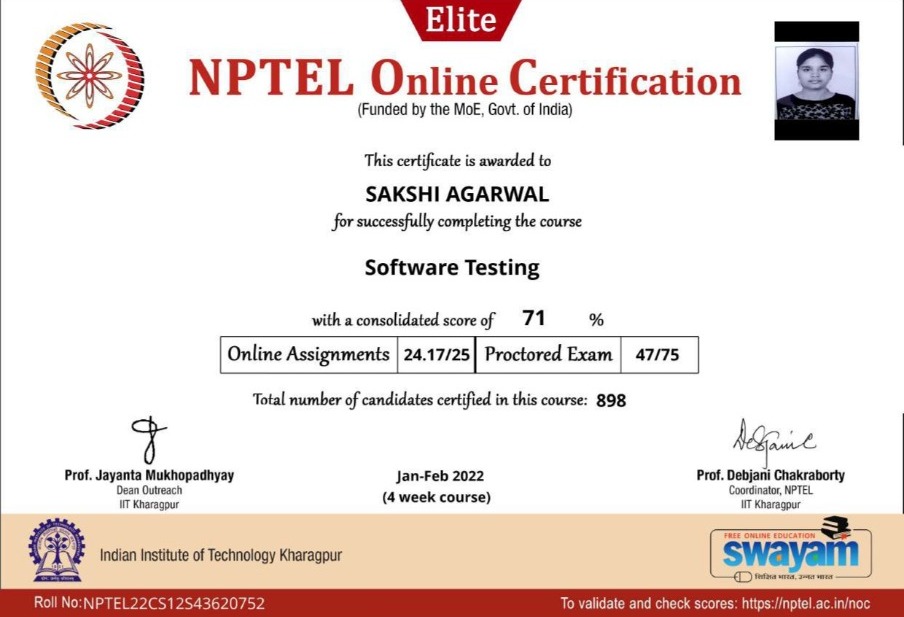 Elite
NPTEL Online Certification
(Funded by the MoE, Govt. of India)
This certificate is awarded to
SAKSHI AGARWAL
for successfully completing the course
Software Testing
with a consolidated score of 71 %
Online Assignments 24.17/25 Proctored Exam 47/75
Total number of candidates certified in this course: 898
Prof. Jayanta Mukhopadhyay
Dean Outreach
IIT Kharagpur
Jan-Feb 2022
(4 week course)
Prof. Debjani Chakraborty
Coordinator, NPTEL
IIT Kharagpur
Indian Institute of Technology Kharagpur
FREE ONLINE EDUCATION
swayam
शिक्षित भारत, उन्नत भारत
Roll No:NPTEL22CS12S43620752
To validate and check scores: https://nptel.ac.in/noc